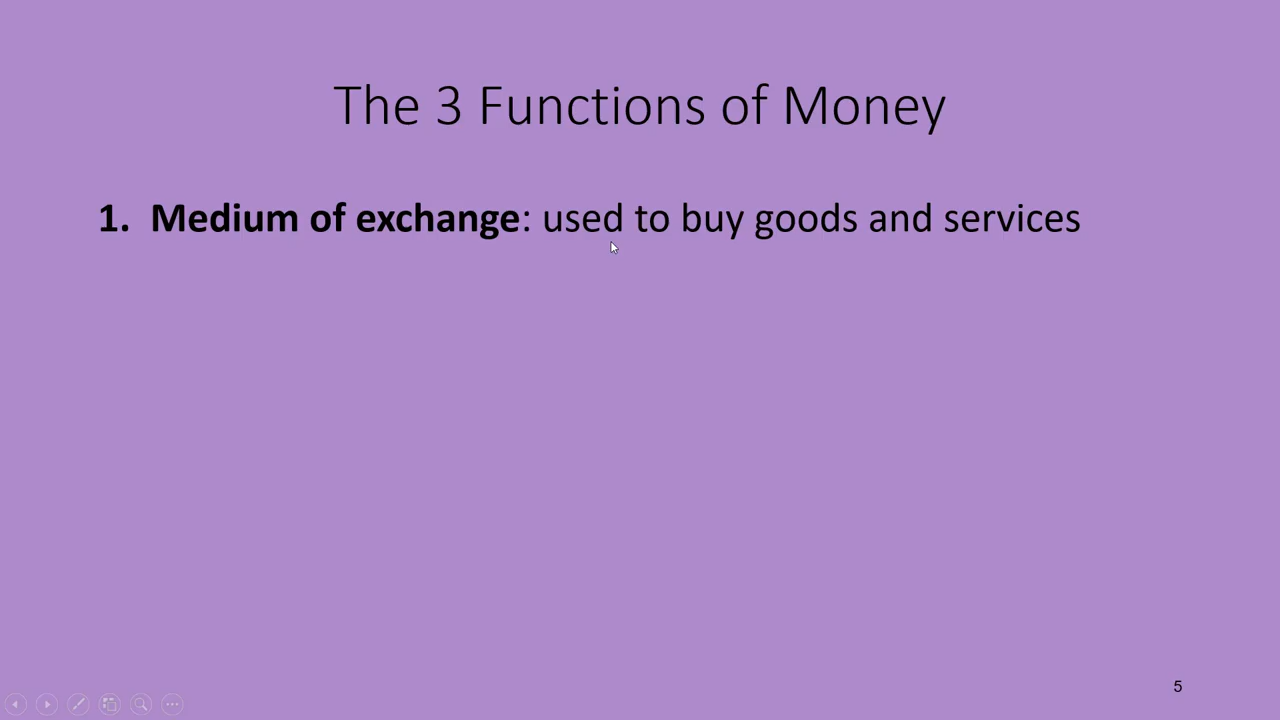 The 3 Functions of Money
1. Medium of exchange: used to buy goods and services
5